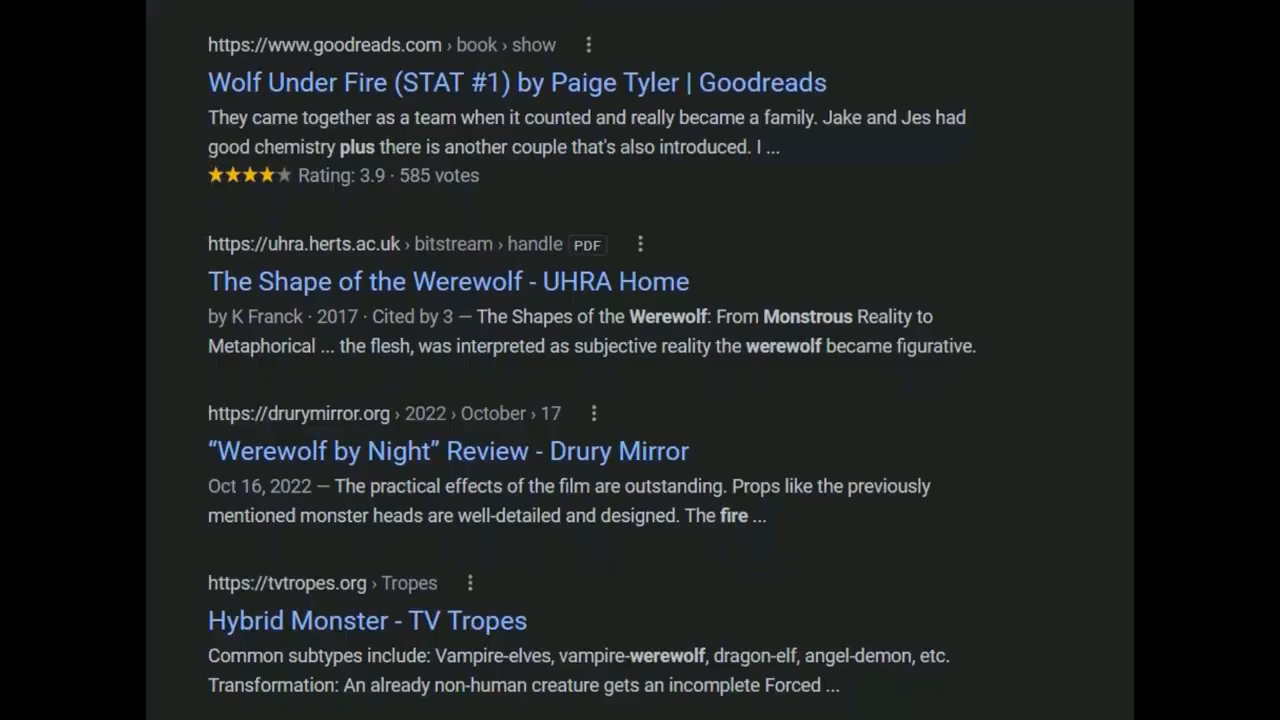 https://www.goodreads.com › book › show
Wolf Under Fire (STAT #1) by Paige Tyler | Goodreads
They came together as a team when it counted and really became a family. Jake and Jes had
good chemistry plus there is another couple that's also introduced. I ...
Rating: 3.9 · 585 votes
https://uhra.herts.ac.uk › bitstream › handle PDF
The Shape of the Werewolf - UHRA Home
by K Franck · 2017 · Cited by 3 — The Shapes of the Werewolf: From Monstrous Reality to
Metaphorical ... the flesh, was interpreted as subjective reality the werewolf became figurative.
https://drurymirror.org › 2022 › October › 17
“Werewolf by Night” Review - Drury Mirror
Oct 16, 2022 — The practical effects of the film are outstanding. Props like the previously
mentioned monster heads are well-detailed and designed. The fire ...
https://tvtropes.org › Tropes
Hybrid Monster - TV Tropes
Common subtypes include: Vampire-elves, vampire-werewolf, dragon-elf, angel-demon, etc.
Transformation: An already non-human creature gets an incomplete Forced ...